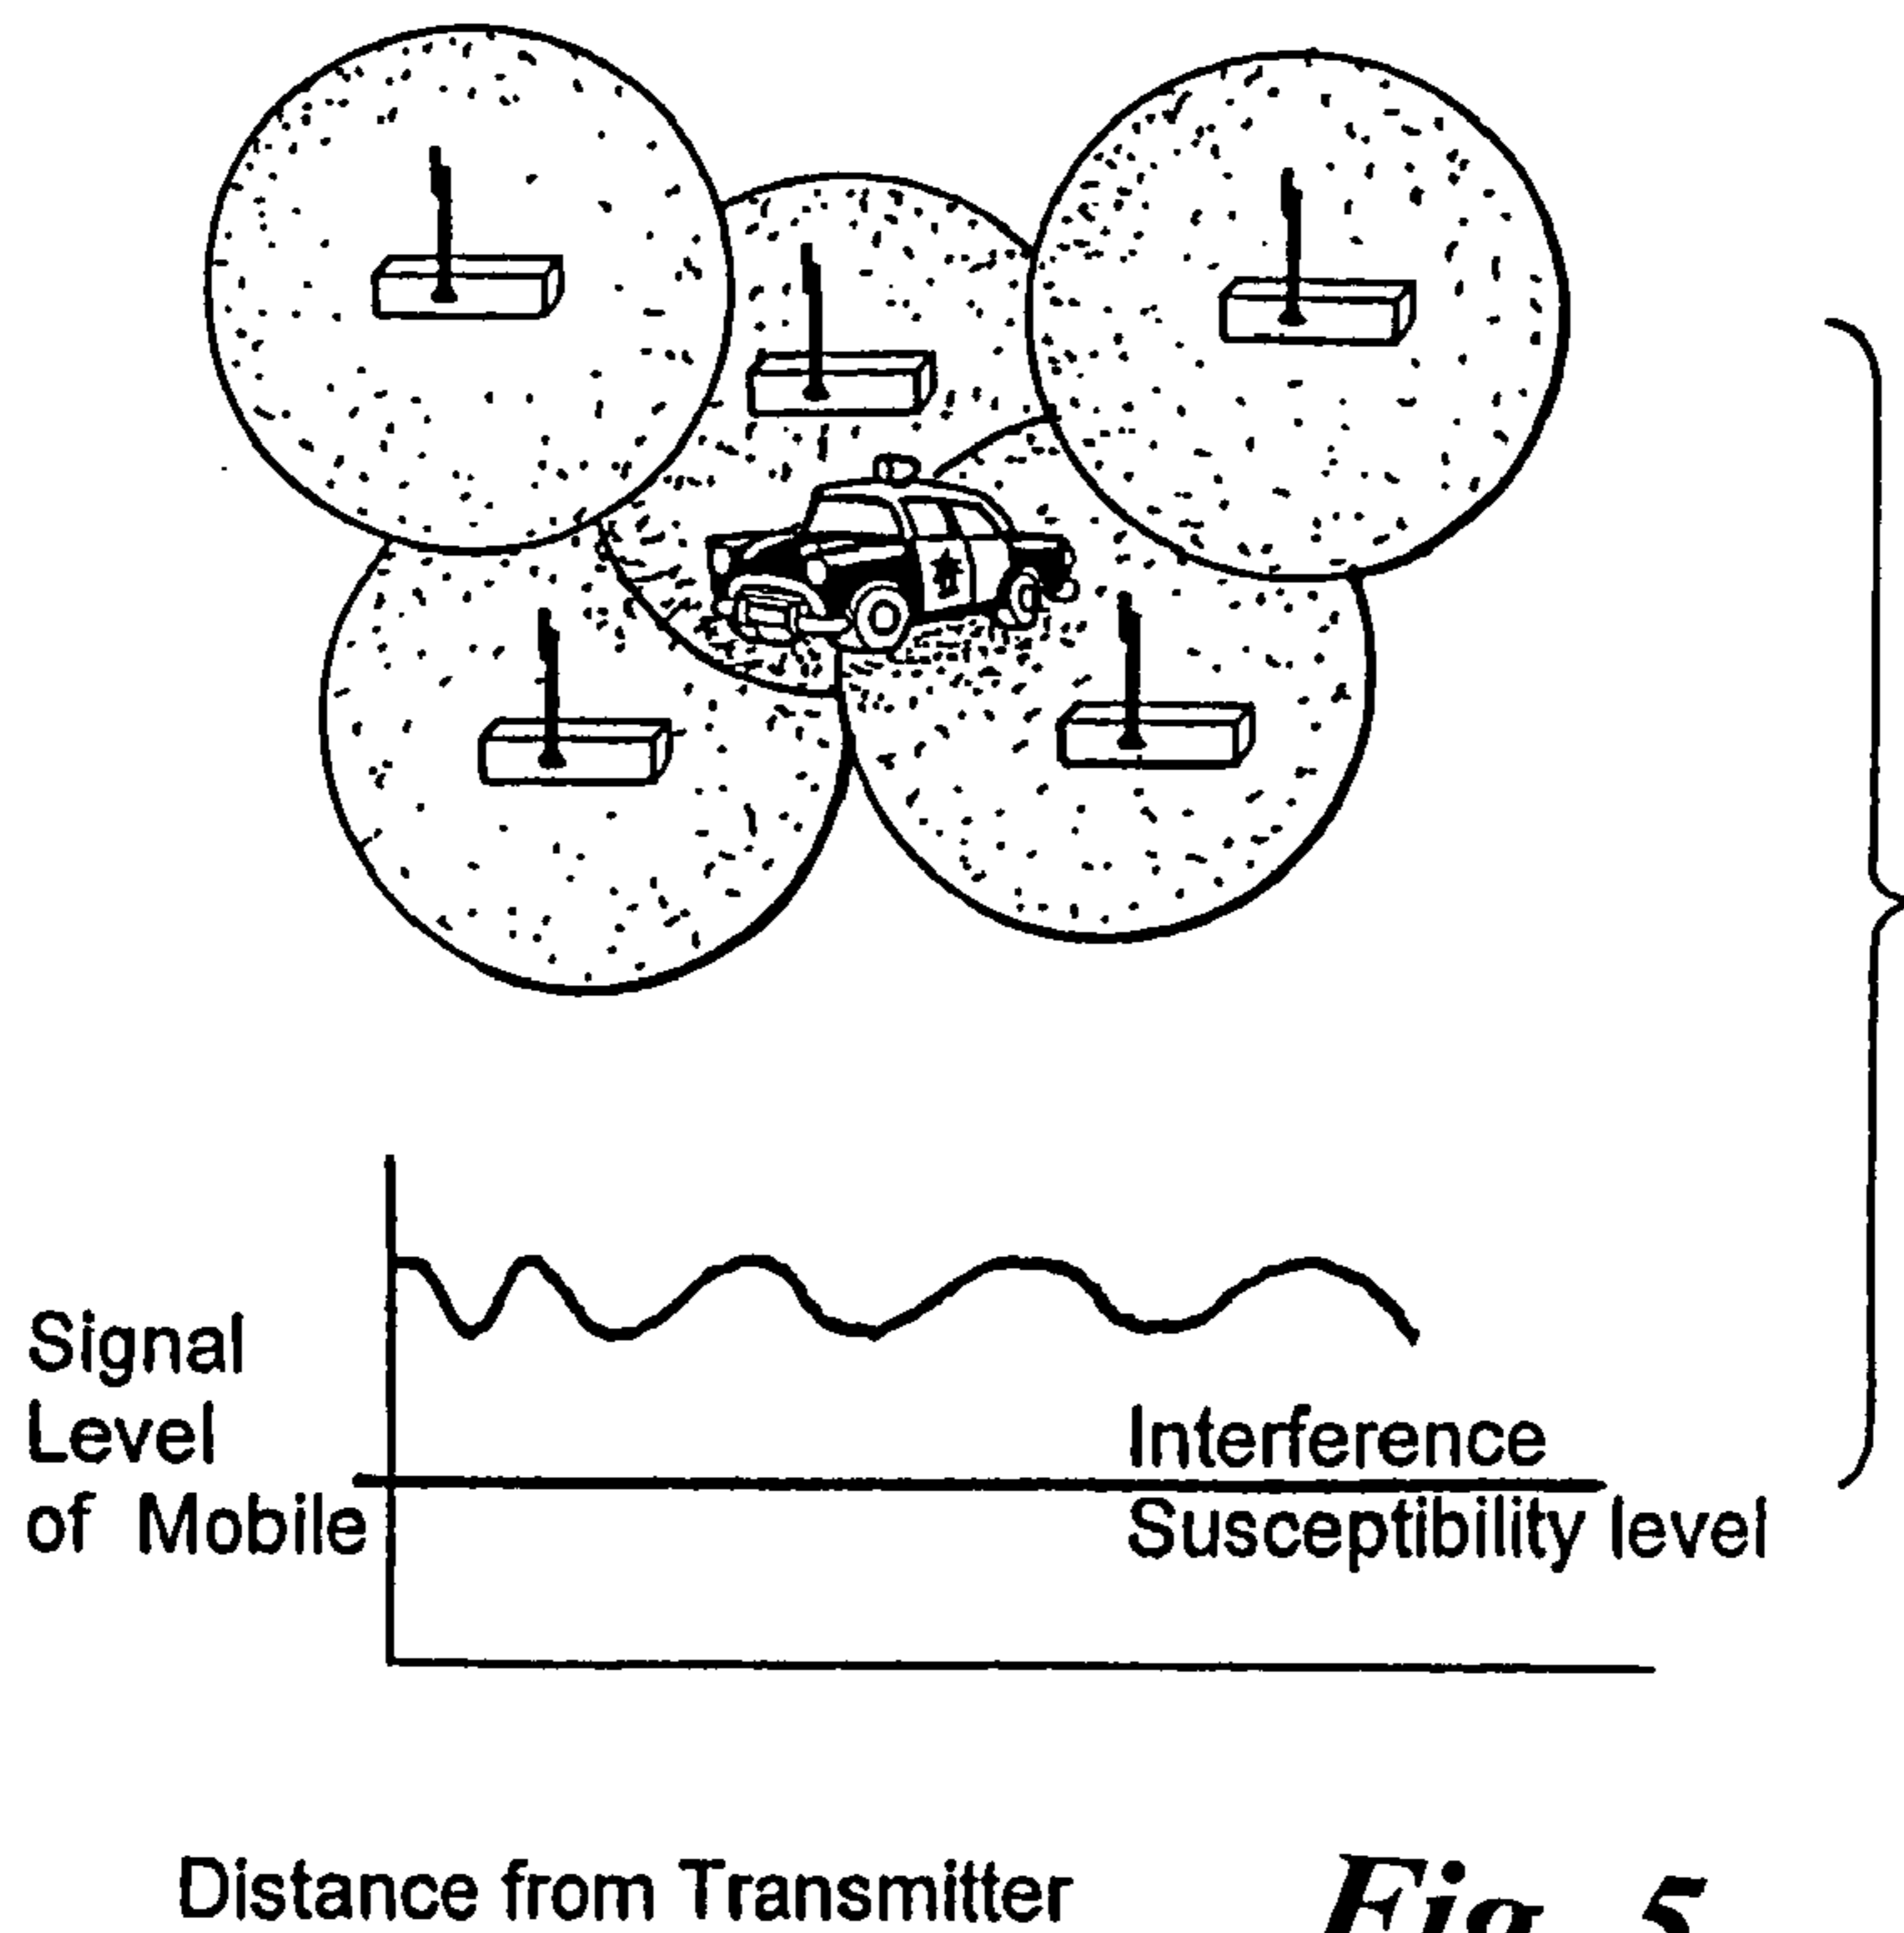 Signal
Level
of Mobile
Interference
Susceptibility level
Distance from Transmitter
Fig. 5